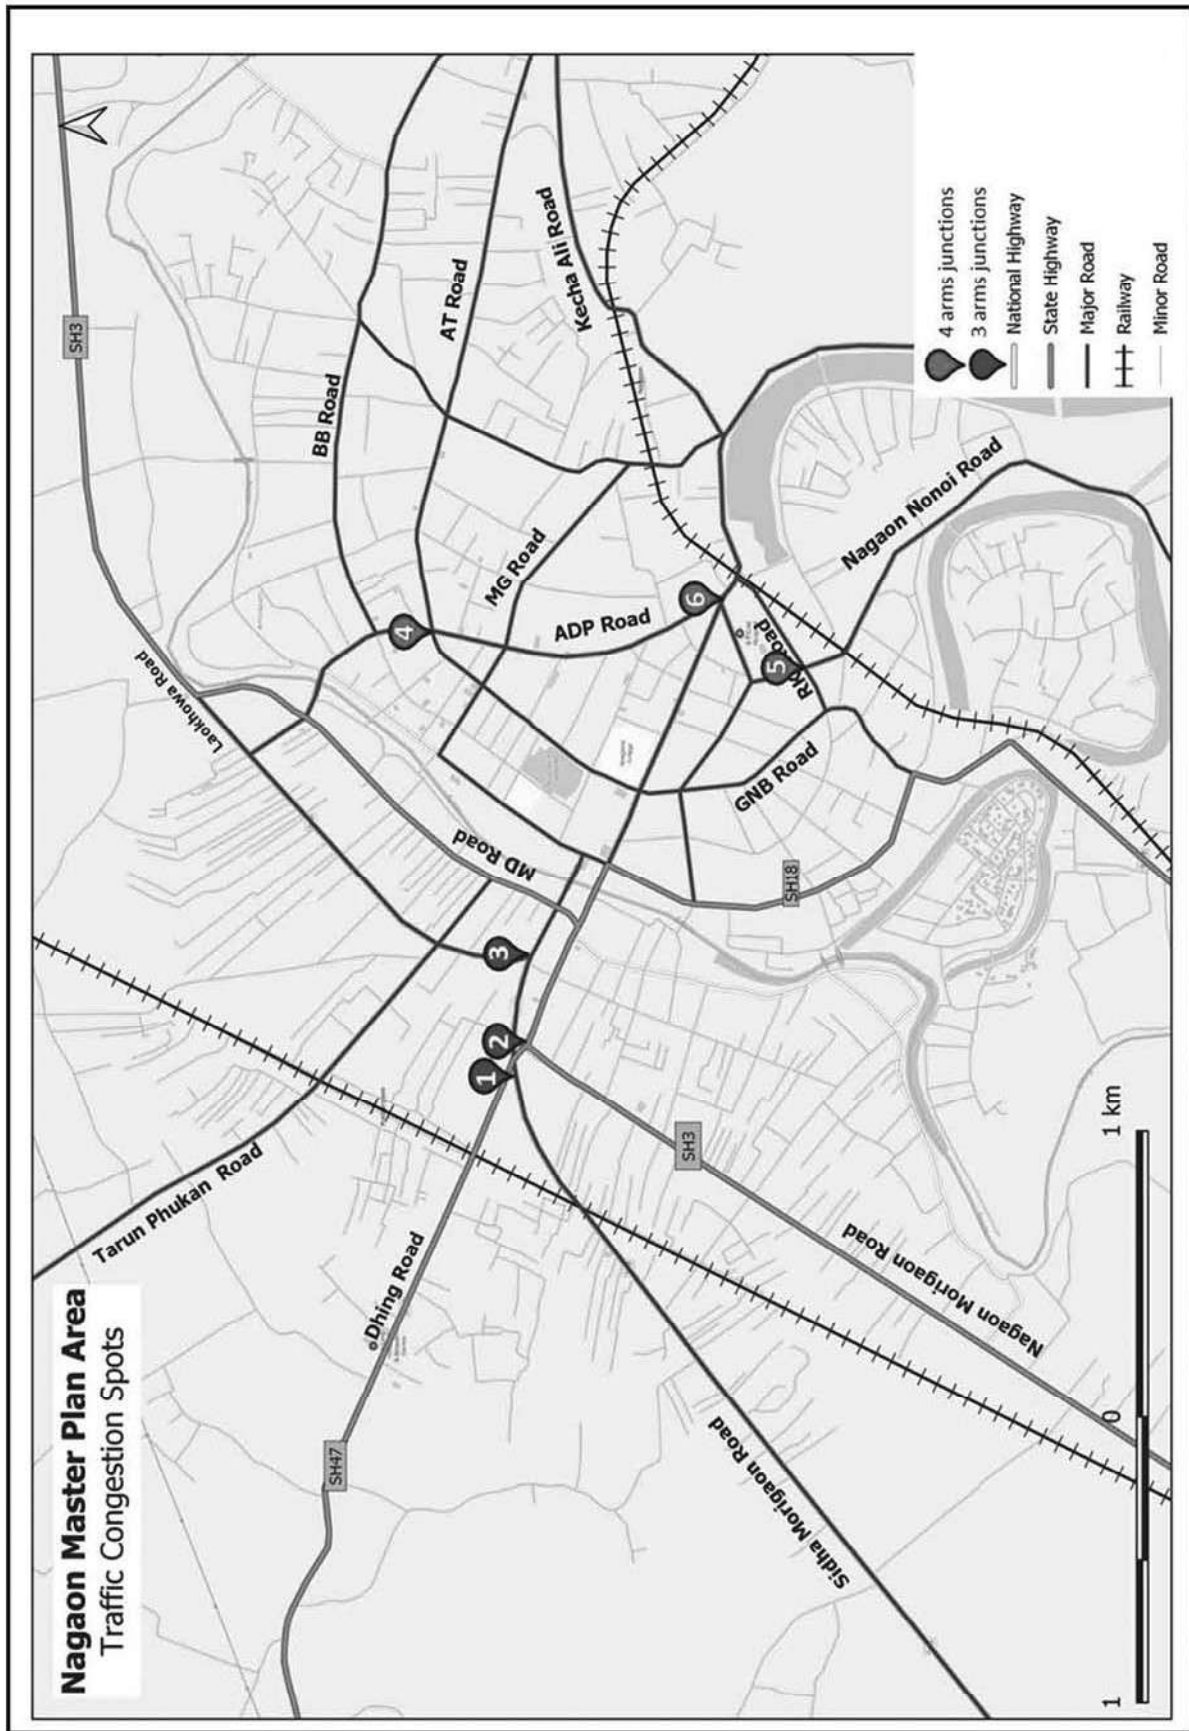 Nagaon Master Plan Area
Traffic Congestion Spots
SH3
SH47
Dhing Road
Tarun Phukan Road
Laokhowa Road
BB Road
AT Road
Kecha Ali Road
MG Road
ADP Road
MD Road
GNB Road
Nagaon Nonoi Road
SH18
SH3
Nagaon Morigaon Road
Sidha Morigaon Road
1
2
3
4
5
6
4 arms junctions
3 arms junctions
National Highway
State Highway
Major Road
Railway
Minor Road
1
0
1 km